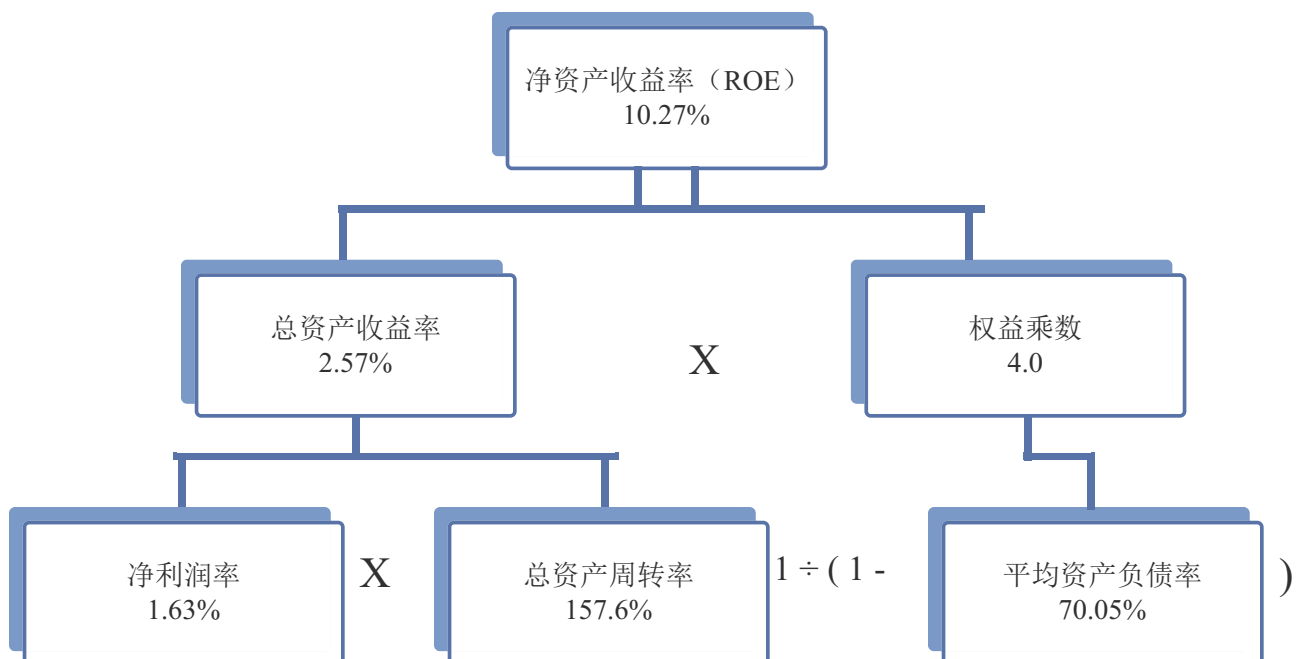 净资产收益率（ROE）
10.27%
总资产收益率
2.57%
X
权益乘数
4.0
净利润率
1.63%
X
总资产周转率
157.6%
1 ÷ ( 1 -
平均资产负债率
70.05%
)